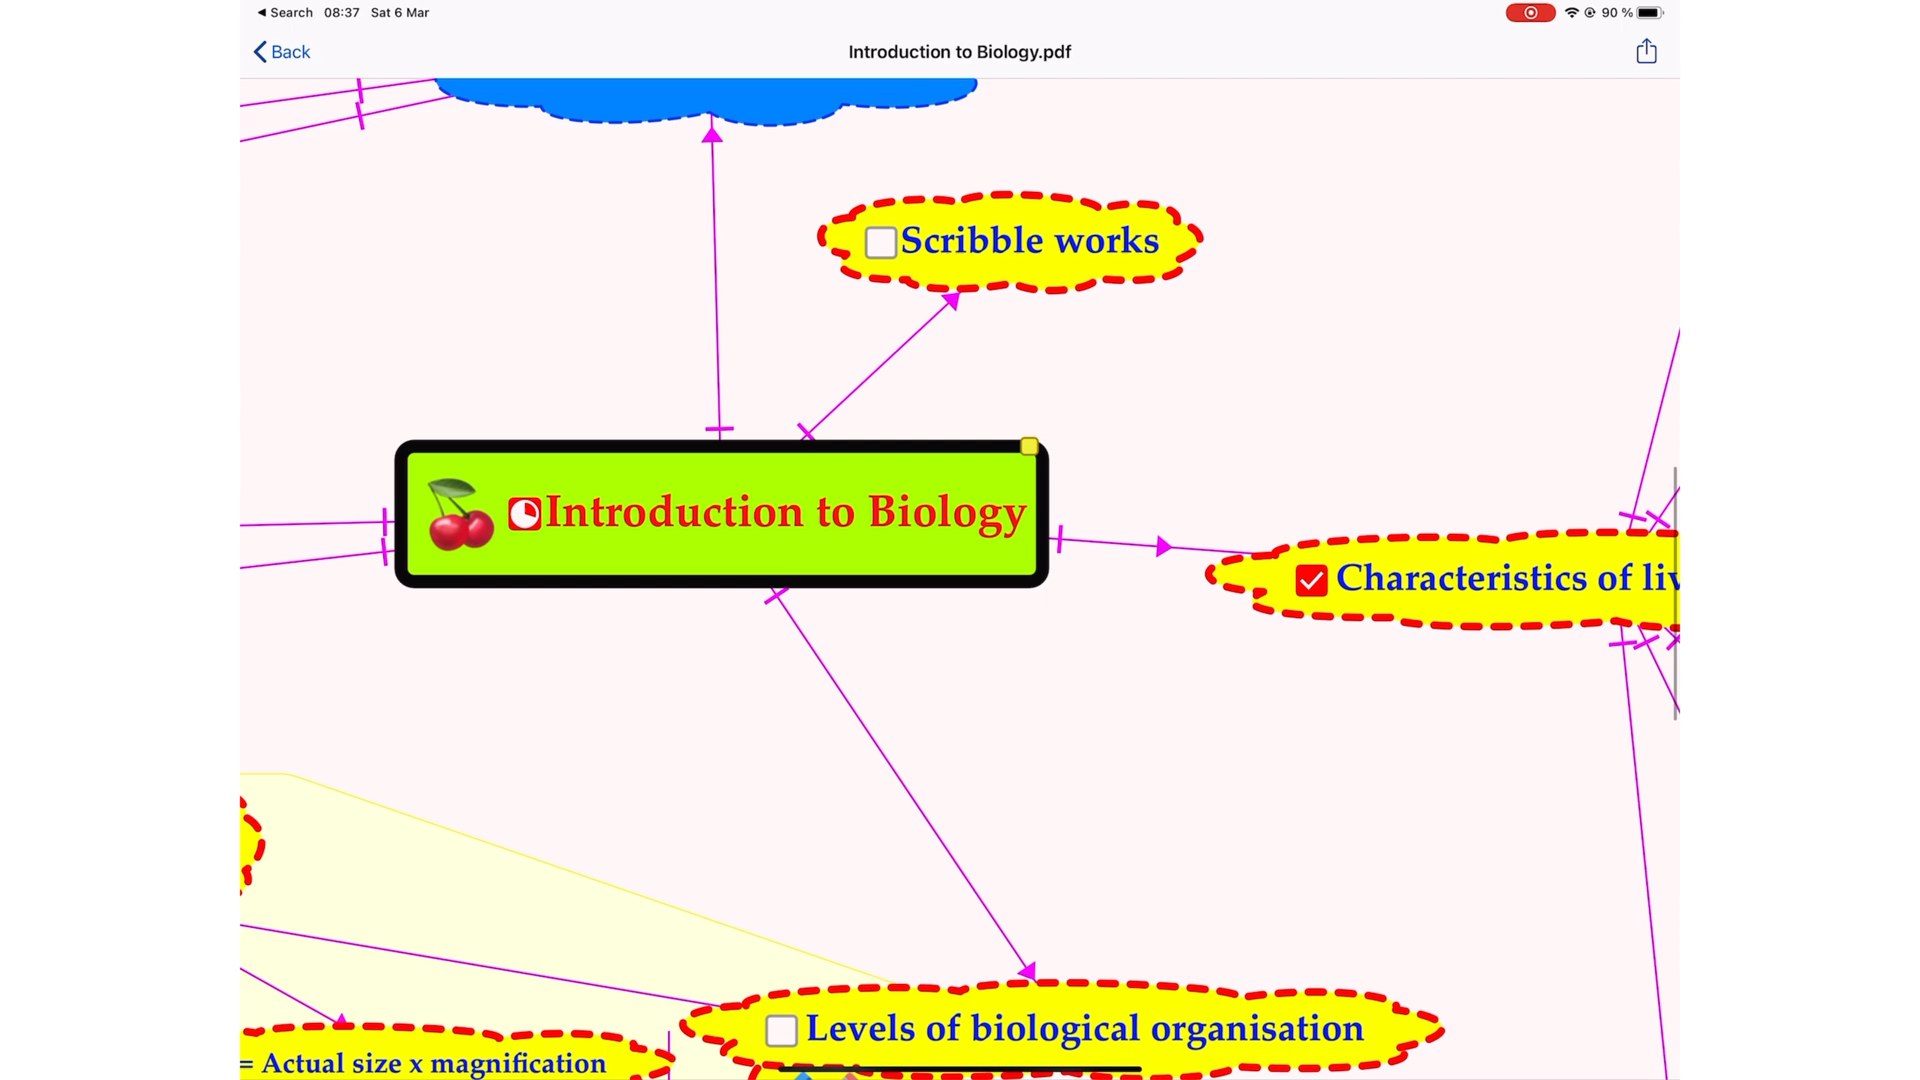 Search 08:37 Sat 6 Mar
90 %
Back
Introduction to Biology.pdf
Scribble works
Introduction to Biology
Characteristics of liv
Levels of biological organisation
= Actual size x magnification